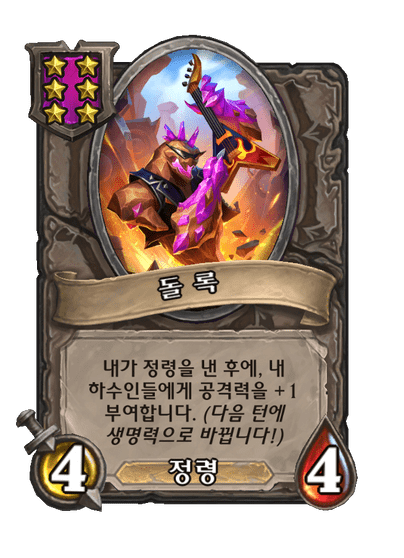 돌 록
내가 정령을 낸 후에, 내
하수인들에게 공격력을 +1
부여합니다. (다음 턴에
생명력으로 바뀝니다!)
4
정령
4